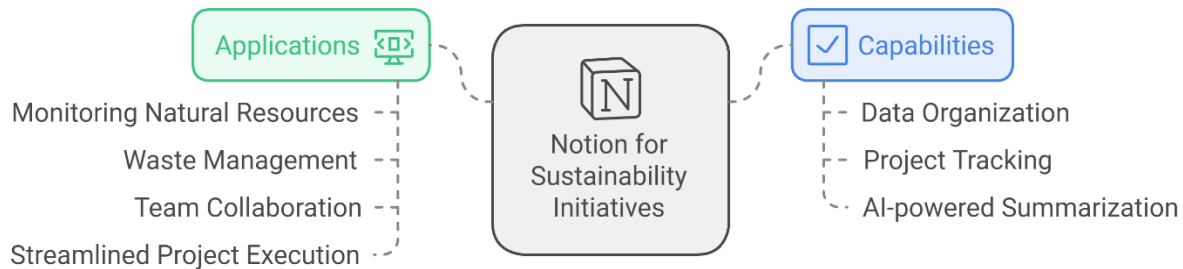 Applications
Monitoring Natural Resources
Waste Management
Team Collaboration
Streamlined Project Execution
N
Notion for
Sustainability
Initiatives
Capabilities
Data Organization
Project Tracking
AI-powered Summarization